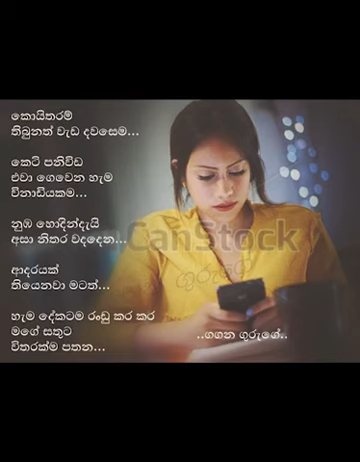 කොයිතරම්
තිබුනත් වැඩ දවසෙම...
කෙටි පනිවිඩ
එවා ගෙවෙන හැම
විනාඩියකම...
නුඹ හොදින්දැයි
අසා නිතර වදදෙන...
ආදරයක්
තියෙනවා මටත්...
හැම දේකටම රංඩු කර කර
මගේ සතුට
විතරක්ම පතන...
..ගගන ගුරුගේ..
CanStock
ගුරුගේ